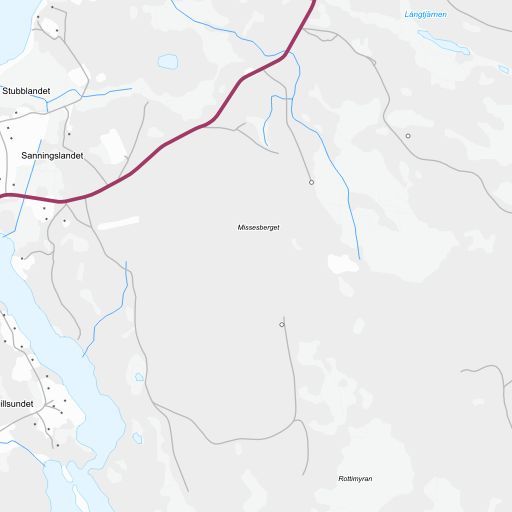 Långtjärnen
Stubblandet
Sanningslandet
Missesberget
illsundet
Rottimyran